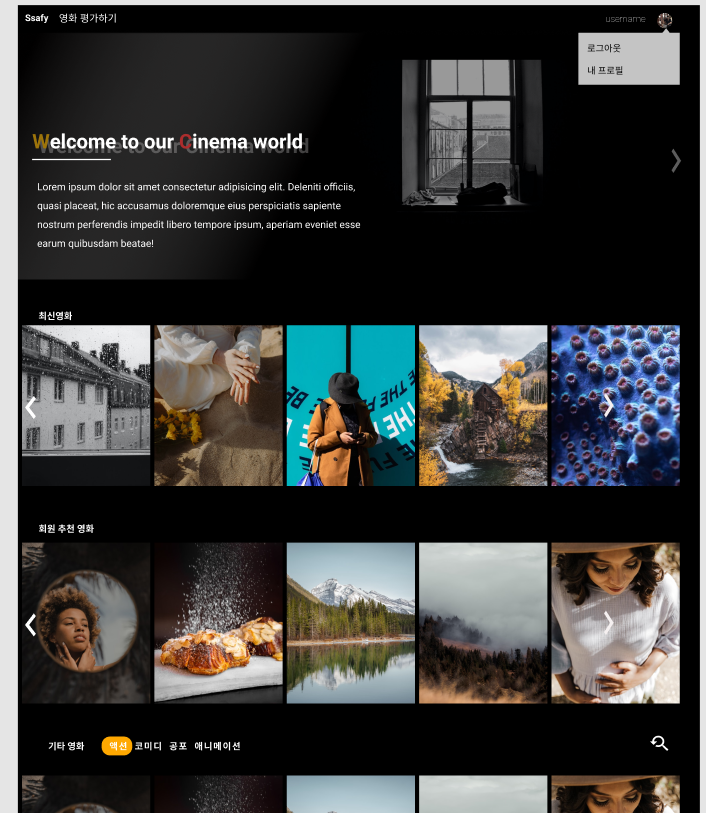 Ssafy 영화 평가하기
username
로그아웃
내 프로필
Welcome to our Cinema world
Lorem ipsum dolor sit amet consectetur adipisicing elit. Deleniti officiis,
quasi placeat, hic accusamus doloremque eius perspiciatis sapiente
nostrum perferendis impedit libero tempore ipsum, aperiam eveniet esse
earum quibusdam beatae!
최신영화
회원 추천 영화
기타 영화 액션 코미디 공포 애니메이션